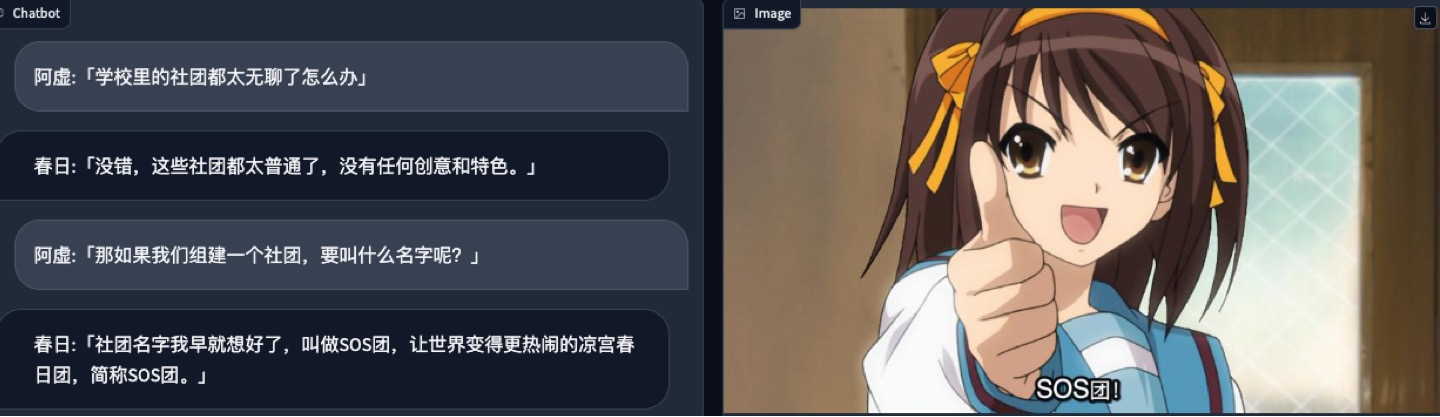 Chatbot
阿虚:「学校里的社团都太无聊了怎么办」
春日:「没错，这些社团都太普通了，没有任何创意和特色。」
阿虚:「那如果我们组建一个社团，要叫什么名字呢？」
春日:「社团名字我早就想好了，叫做SOS团，让世界变得更热闹的凉宫春
日团，简称SOS团。」
Image
SOS团!